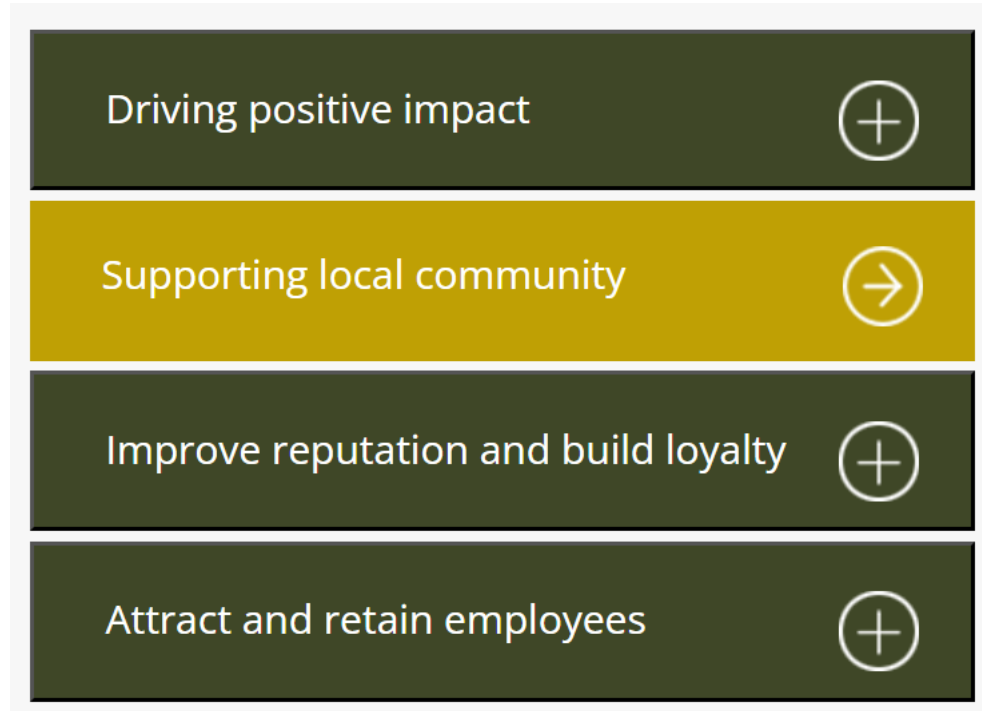 Driving positive impact
Supporting local community
Improve reputation and build loyalty
Attract and retain employees